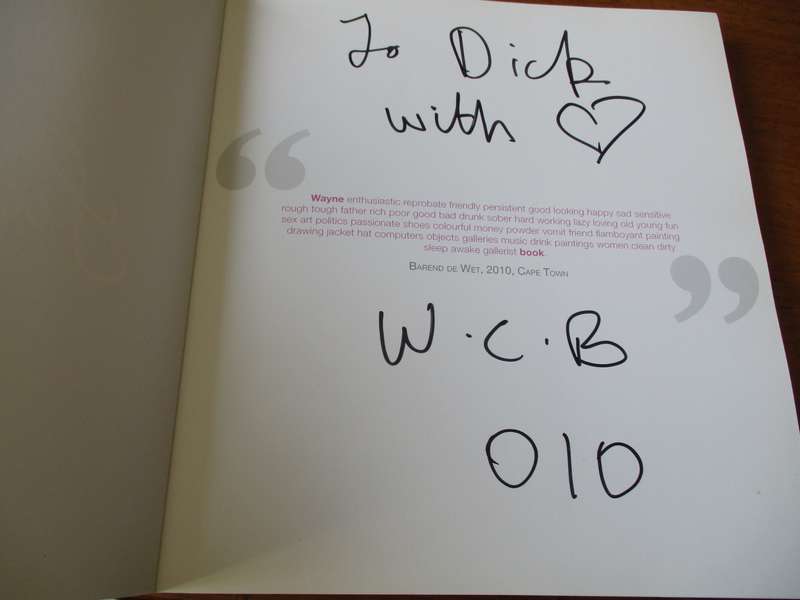 To Dick
with ♡
“
Wayne enthusiastic reprobate friendly persistent good looking happy sad sensitive
rough tough father rich poor good bad drunk sober hard working lazy loving old young fun
sex art politics passionate shoes colourful money powder vomit friend flamboyant painting
drawing jacket hat computers objects galleries music drink paintings women clean dirty
sleep awake gallerist book.
Barend de Wet, 2010, Cape Town
”
W.C.B
010